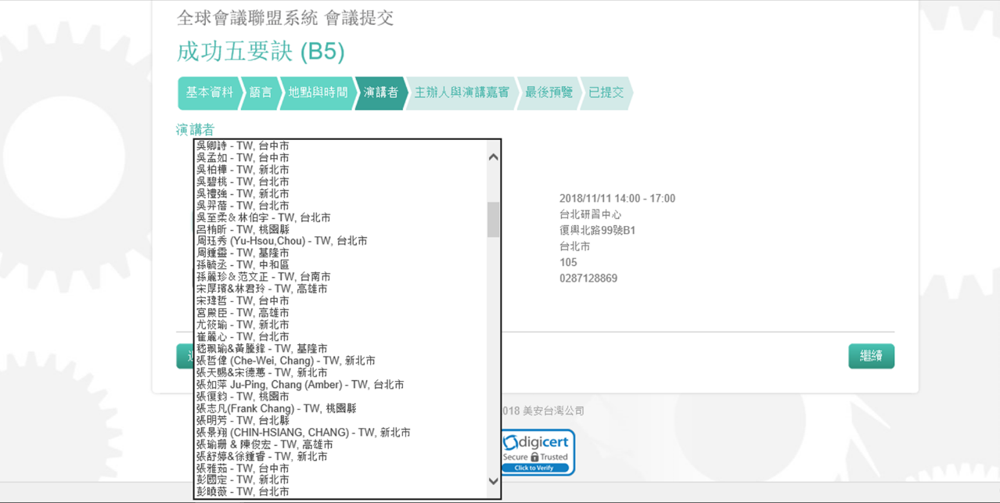 全球會議聯盟系統 會議提交
成功五要訣 (B5)
基本資料 語言 地點與時間 演講者 主辦人與演講嘉賓 最後預覽 已提交
演講者
吳卿詩 - TW, 台中市
吳孟如 - TW, 台中市
吳柏樺 - TW, 新北市
吳碧桃 - TW, 台北市
吳禮強 - TW, 新北市
吳羿蓓 - TW, 台北市
吳至柔＆林伯宇 - TW, 台北市
呂栯昕 - TW, 桃園縣
周珏秀 (Yu-Hsou,Chou) - TW, 台北市
周鍾靈 - TW, 基隆市
孫毓丞 - TW, 中和區
孫麗珍＆范文正 - TW, 台南市
宋厚璸&林君玲 - TW, 高雄市
宋瑋哲 - TW, 台中市
宮殿臣 - TW, 高雄市
尤筱瑜 - TW, 新北市
崔麗心 - TW, 台北市
嵇珮瑜&黃騰鋒 - TW, 基隆市
張哲偉 (Che-Wei, Chang) - TW, 新北市
張天賜&宋德蕙 - TW, 新北市
張如萍 Ju-Ping, Chang (Amber) - TW, 台北市
張復鈞 - TW, 桃園市
張志凡(Frank Chang) - TW, 桃園縣
張明芳 - TW, 台北縣
張景翔 (CHIN-HSIANG, CHANG) - TW, 新北市
張瑜珊 & 陳俊宏 - TW, 高雄市
張舒婷&徐鍾睿 - TW, 新北市
張雅茹 - TW, 台中市
彭國定 - TW, 新北市
彭曉薇 - TW, 台北市
2018/11/11 14:00 - 17:00
台北研習中心
復興北路99號B1
台北市
105
0287128869
繼續
018 美安台灣公司
digicert
Secure Trusted
Click to Verify